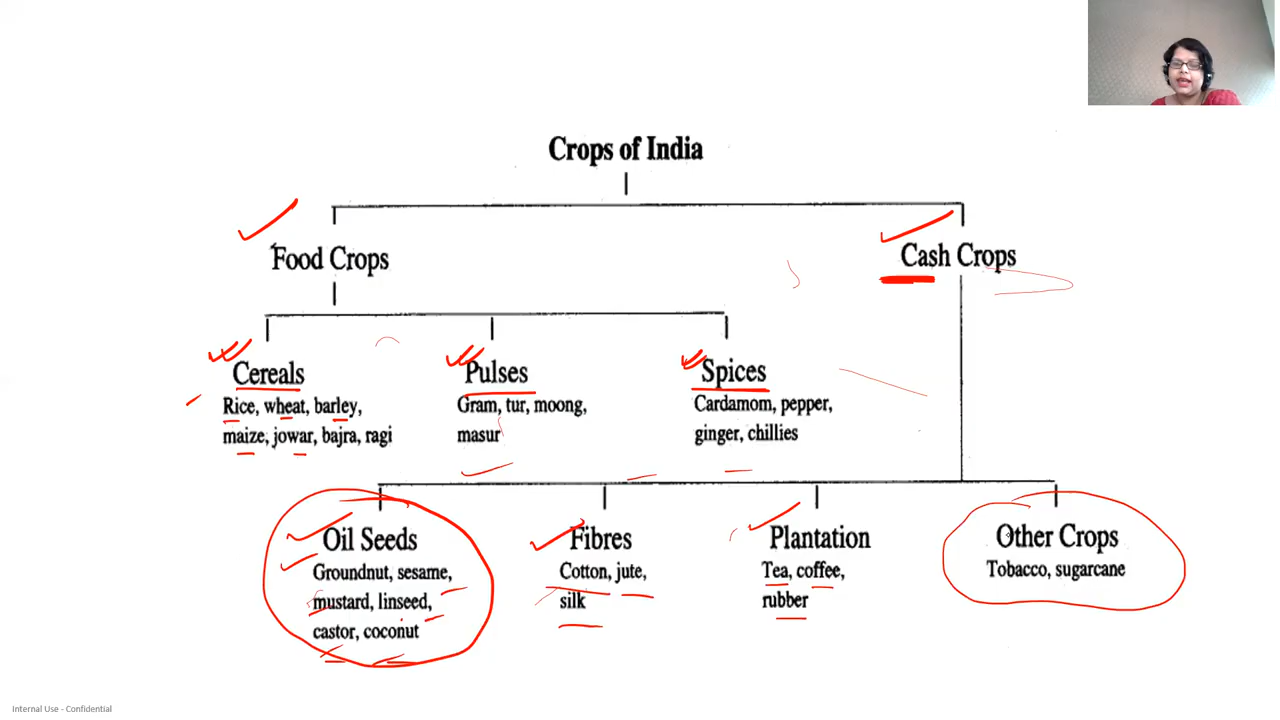 Crops of India
Food Crops
Cash Crops
Cereals
Rice, wheat, barley,
maize, jowar, bajra, ragi
Pulses
Gram, tur, moong,
masur
Spices
Cardamom, pepper,
ginger, chillies
Oil Seeds
Groundnut, sesame,
mustard, linseed,
castor, coconut
Fibres
Cotton, jute,
silk
Plantation
Tea, coffee,
rubber
Other Crops
Tobacco, sugarcane
Internal Use - Confidential